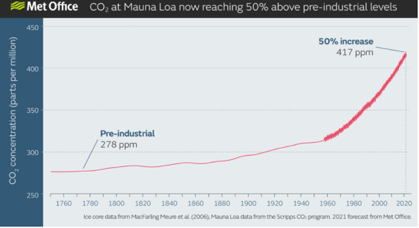 Met Office CO₂ at Mauna Loa now reaching 50% above pre-industrial levels
CO₂ concentration (parts per million)
450
400
350
300
250
50% increase
417 ppm
Pre-industrial
278 ppm
1760 1780 1800 1820 1840 1860 1880 1900 1920 1940 1960 1980 2000 2020
Ice core data from MacFarling Meure et al. (2006), Mauna Loa data from the Scripps CO₂ program. 2021 forecast from Met Office.